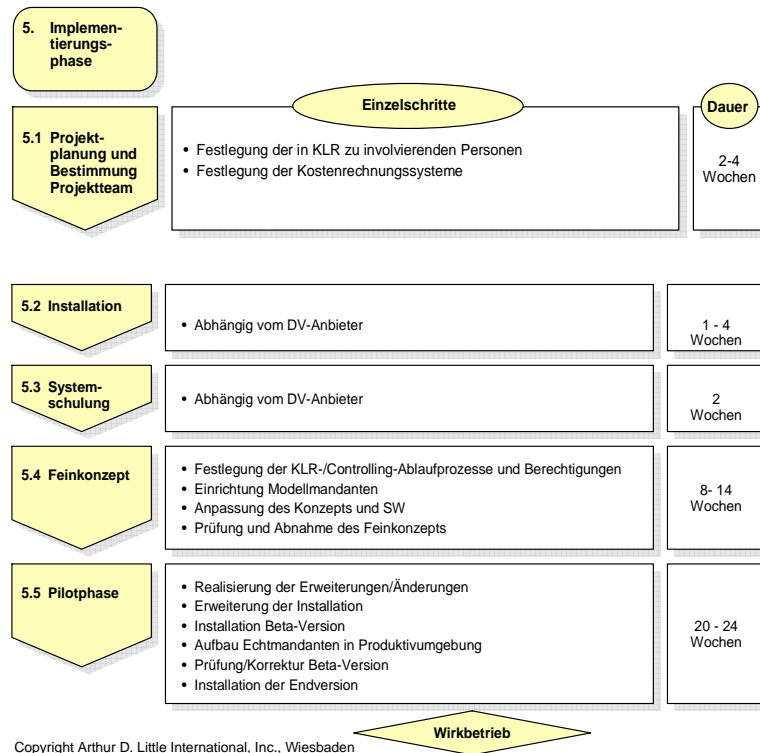 5. Implemen-
tierungs-
phase
Einzelschritte
Dauer
5.1 Projekt-
planung und
Bestimmung
Projektteam
• Festlegung der in KLR zu involvierenden Personen
• Festlegung der Kostenrechnungssysteme
2-4
Wochen
5.2 Installation
• Abhängig vom DV-Anbieter
1 - 4
Wochen
5.3 System-
schulung
• Abhängig vom DV-Anbieter
2
Wochen
5.4 Feinkonzept
• Festlegung der KLR-/Controlling-Ablaufprozesse und Berechtigungen
• Einrichtung Modellmandanten
• Anpassung des Konzepts und SW
• Prüfung und Abnahme des Feinkonzepts
8- 14
Wochen
5.5 Pilotphase
• Realisierung der Erweiterungen/Änderungen
• Erweiterung der Installation
• Installation Beta-Version
• Aufbau Echtmandanten in Produktivumgebung
• Prüfung/Korrektur Beta-Version
• Installation der Endversion
20 - 24
Wochen
Wirkbetrieb
Copyright Arthur D. Little International, Inc., Wiesbaden